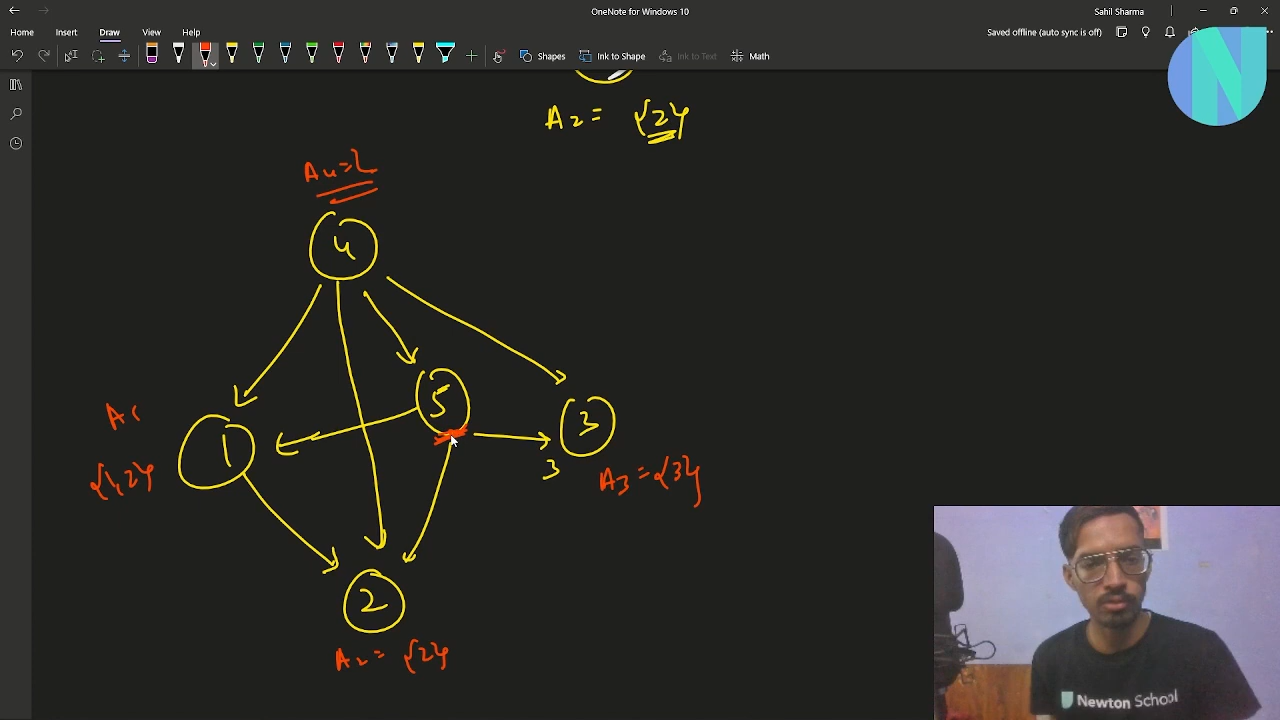 OneNote for Windows 10
Sahil Sharma
Home Insert Draw View Help
Saved offline (auto sync is off)
Shapes Ink to Shape Ink to Text Math
A2 = {2}
4
5
1
3
3
A3 = {3}
{1,2}
2
A2 = {2}
Newton School